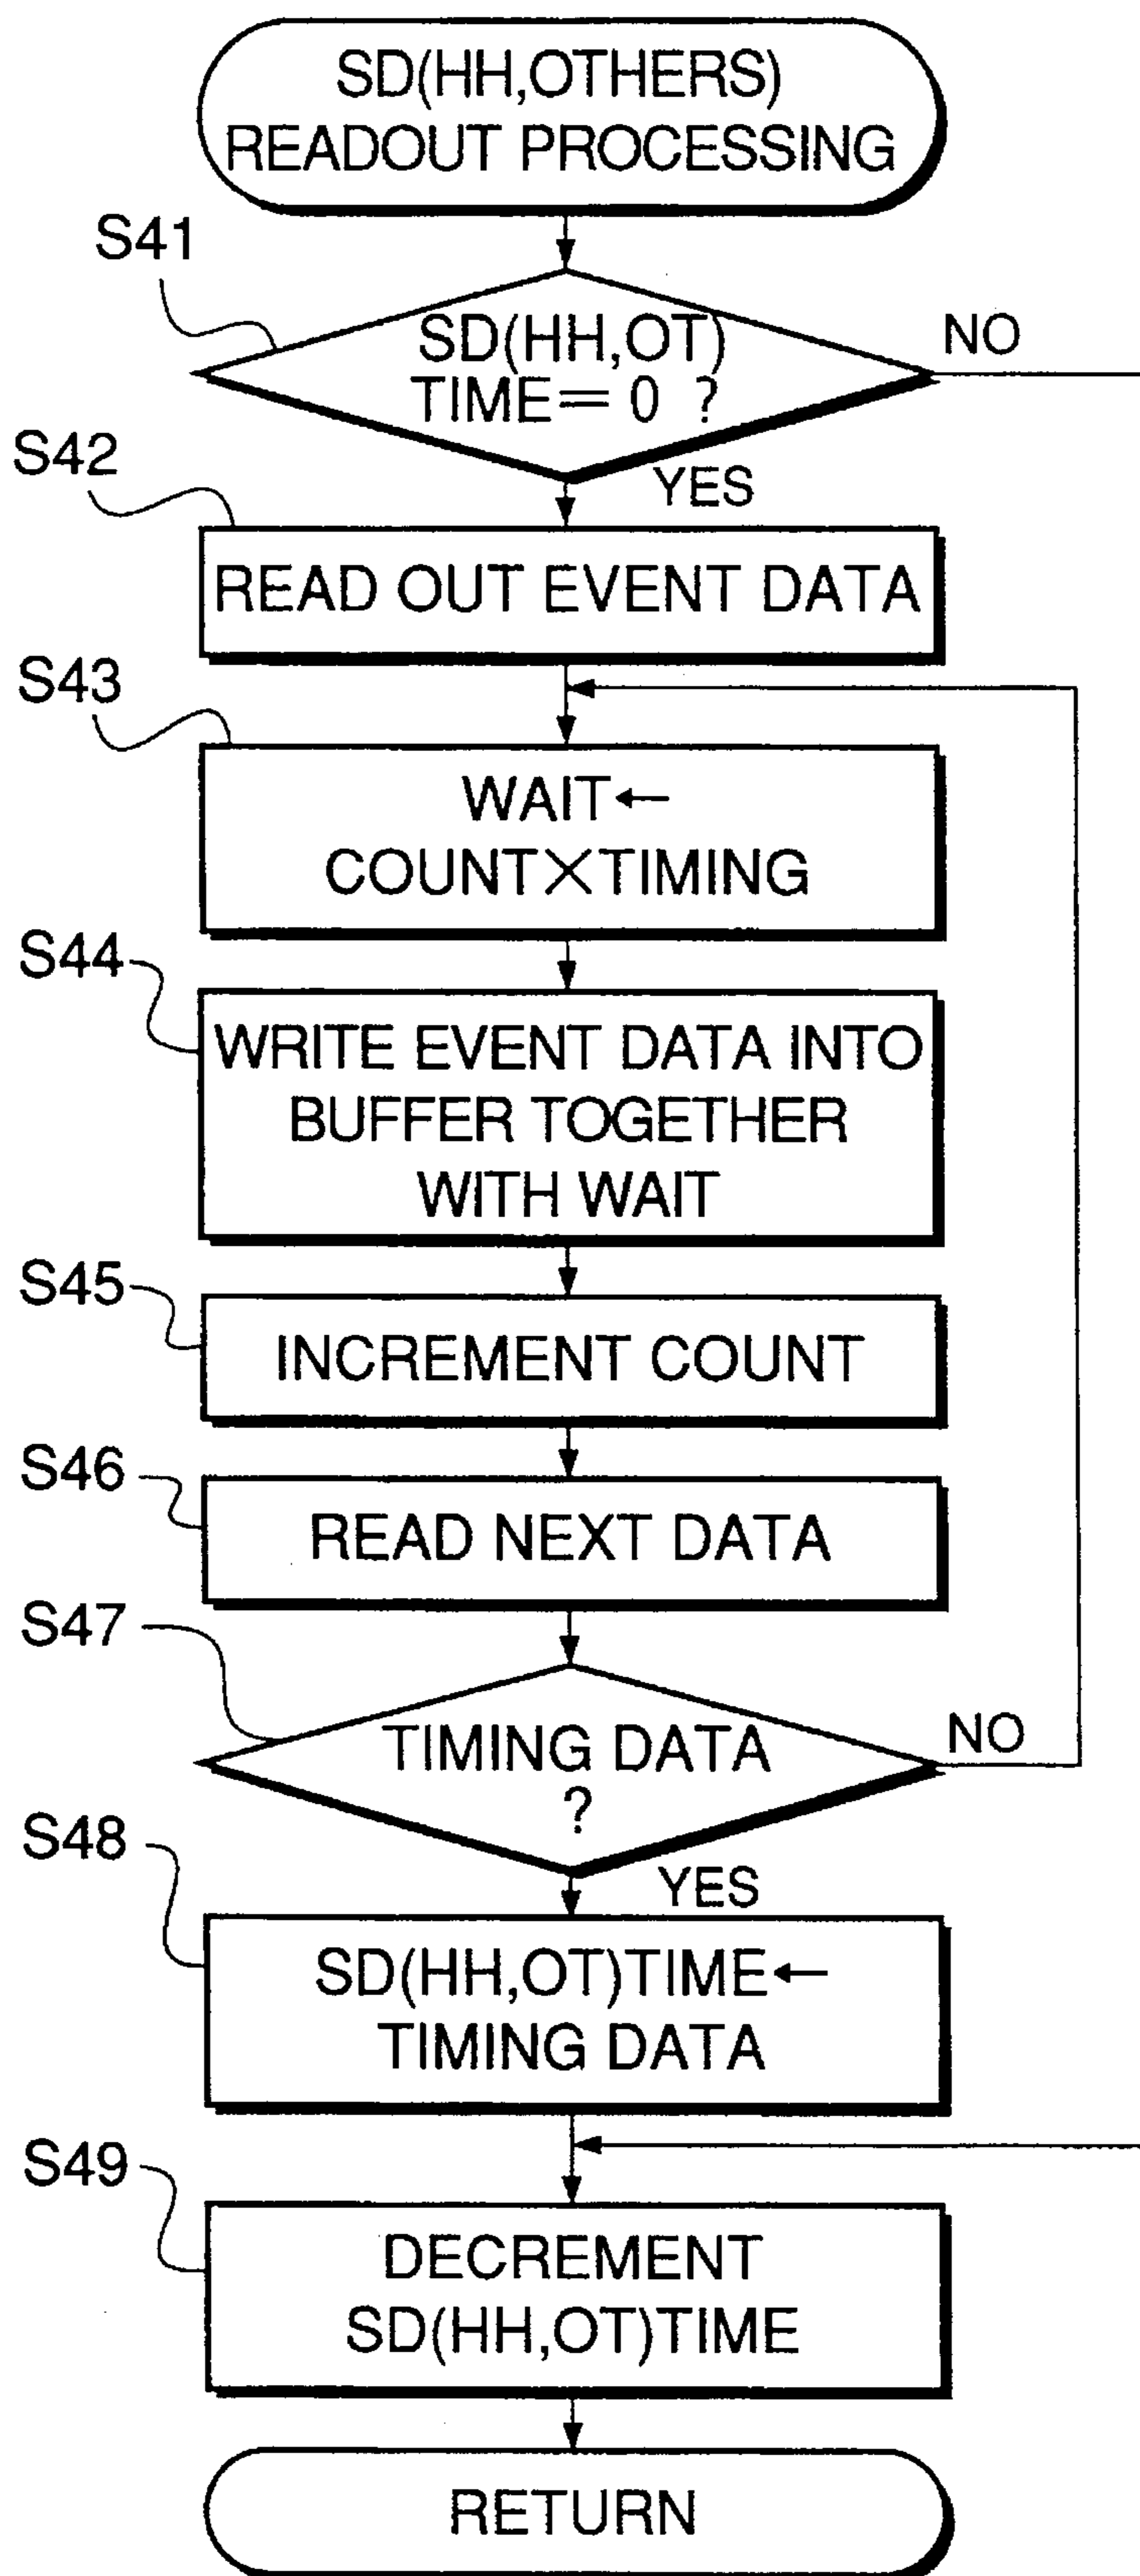 SD(HH,OTHERS)
READOUT PROCESSING
S41
SD(HH,OT)
TIME=0 ?
NO
YES
S42
READ OUT EVENT DATA
S43
WAIT←
COUNT×TIMING
S44
WRITE EVENT DATA INTO
BUFFER TOGETHER
WITH WAIT
S45
INCREMENT COUNT
S46
READ NEXT DATA
S47
TIMING DATA
?
NO
YES
S48
SD(HH,OT)TIME←
TIMING DATA
S49
DECREMENT
SD(HH,OT)TIME
RETURN